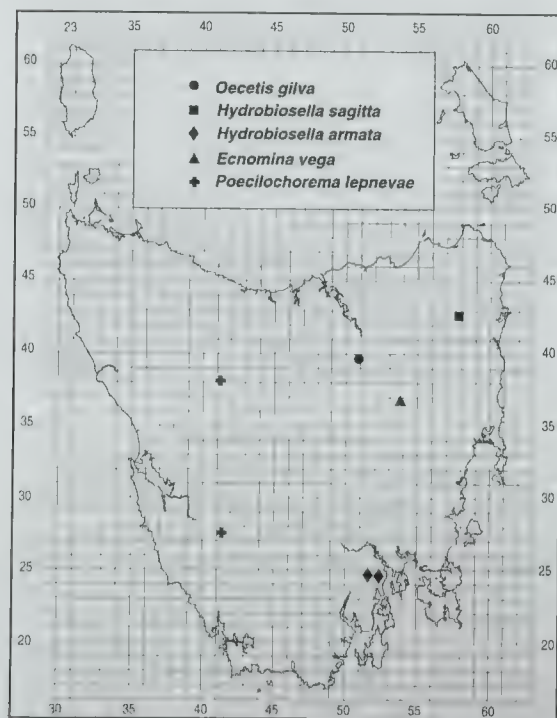 23 35 40 45 50 55 60
60 60
55 55
Oecetis gilva
Hydrobiosella sagitta
Hydrobiosella armata
Ecnomina vega
Poecilochorema lepnevae
50 50
45 45
40 40
35 35
30 30
25 25
20 20
30 35 40 45 50 55 60